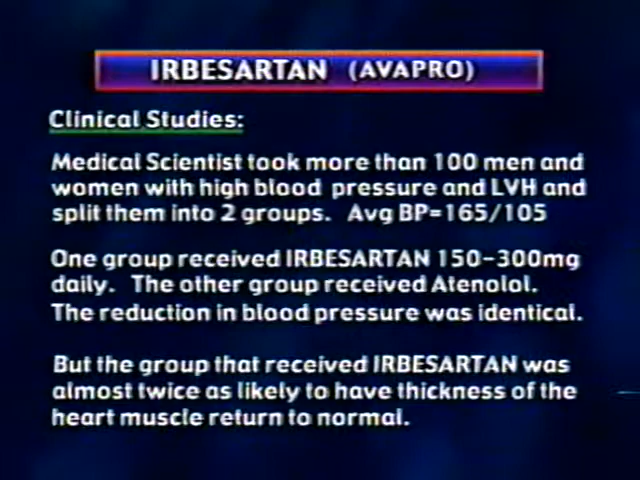 IRBESARTAN (AVAPRO)
Clinical Studies:
Medical Scientist took more than 100 men and
women with high blood pressure and LVH and
split them into 2 groups. Avg BP=165/105
One group received IRBESARTAN 150-300mg
daily. The other group received Atenolol.
The reduction in blood pressure was identical.
But the group that received IRBESARTAN was
almost twice as likely to have thickness of the
heart muscle return to normal.